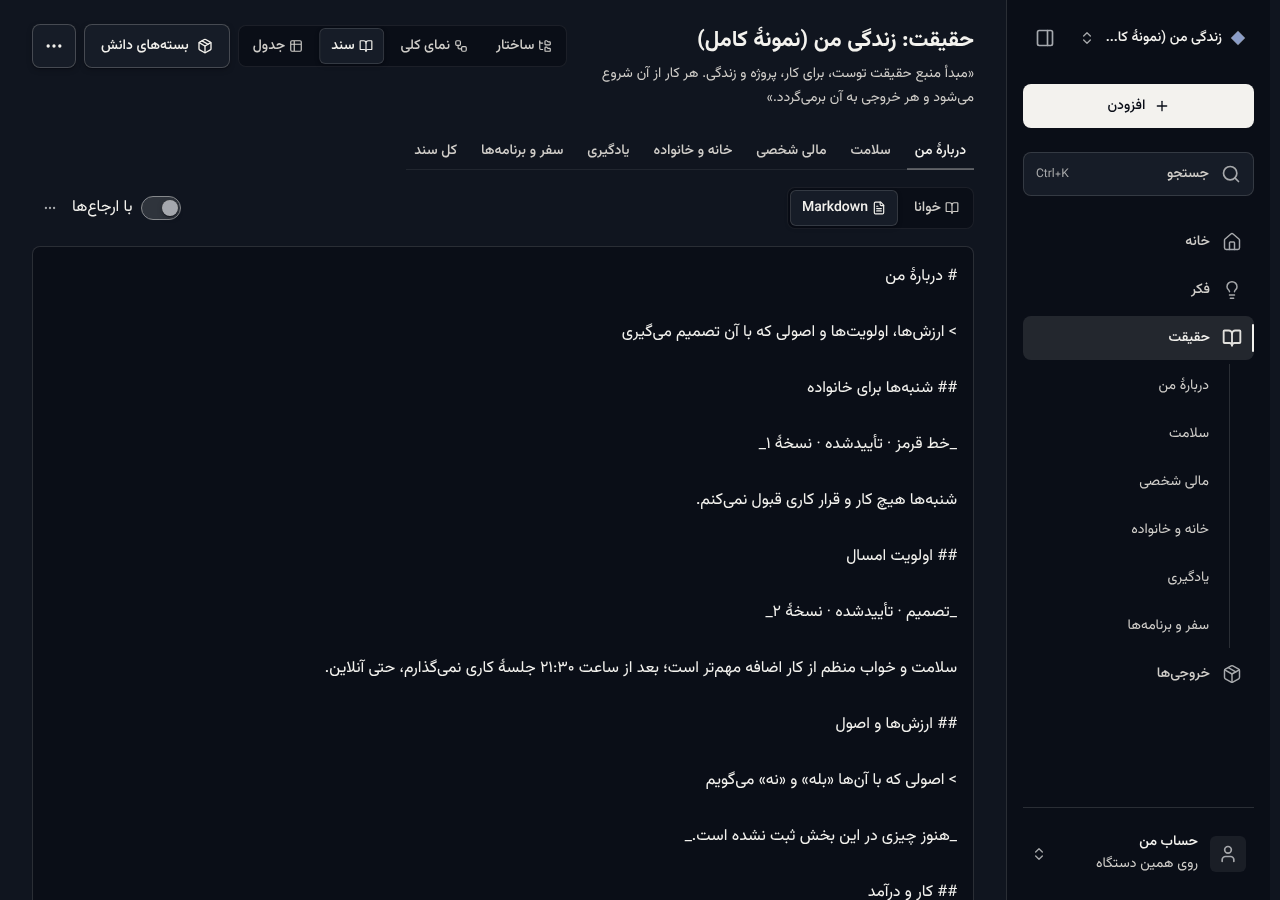 زندگی من (نمونهٔ کا...
افزودن
جستجو
Ctrl+K
خانه
فکر
حقیقت
دربارهٔ من
سلامت
مالی شخصی
خانه و خانواده
یادگیری
سفر و برنامه‌ها
خروجی‌ها
حساب من
روی همین دستگاه
حقیقت: زندگی من (نمونهٔ کامل)
«مبدأ منبع حقیقت توست، برای کار، پروژه و زندگی. هر کار از آن شروع
می‌شود و هر خروجی به آن برمی‌گردد.»
ساختار نمای کلی سند جدول
بسته‌های دانش
دربارهٔ من سلامت مالی شخصی خانه و خانواده یادگیری سفر و برنامه‌ها کل سند
خوانا Markdown
با ارجاع‌ها
# دربارهٔ من
> ارزش‌ها، اولویت‌ها و اصولی که با آن تصمیم می‌گیری
## شنبه‌ها برای خانواده
_خط قرمز · تأییدشده · نسخهٔ ۱_
شنبه‌ها هیچ کار و قرار کاری قبول نمی‌کنم.
## اولویت امسال
_تصمیم · تأییدشده · نسخهٔ ۲_
سلامت و خواب منظم از کار اضافه مهم‌تر است؛ بعد از ساعت ۲۱:۳۰ جلسهٔ کاری نمی‌گذارم، حتی آنلاین.
## ارزش‌ها و اصول
> اصولی که با آن‌ها «بله» و «نه» می‌گویم
_هنوز چیزی در این بخش ثبت نشده است._
## کار و درآمد